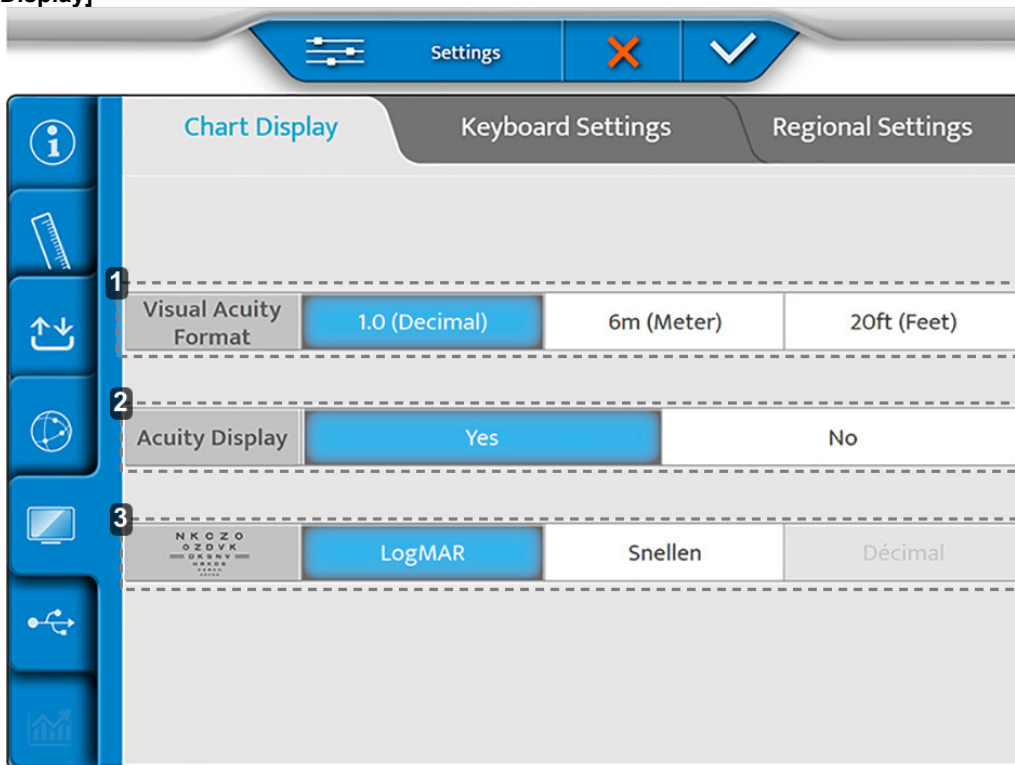 Display]
Settings
Chart Display Keyboard Settings Regional Settings
1
Visual Acuity
Format
1.0 (Decimal) 6m (Meter) 20ft (Feet)
2
Acuity Display Yes No
3
N K C Z O
O Z D V K
D K S N V
LogMAR Snellen Décimal